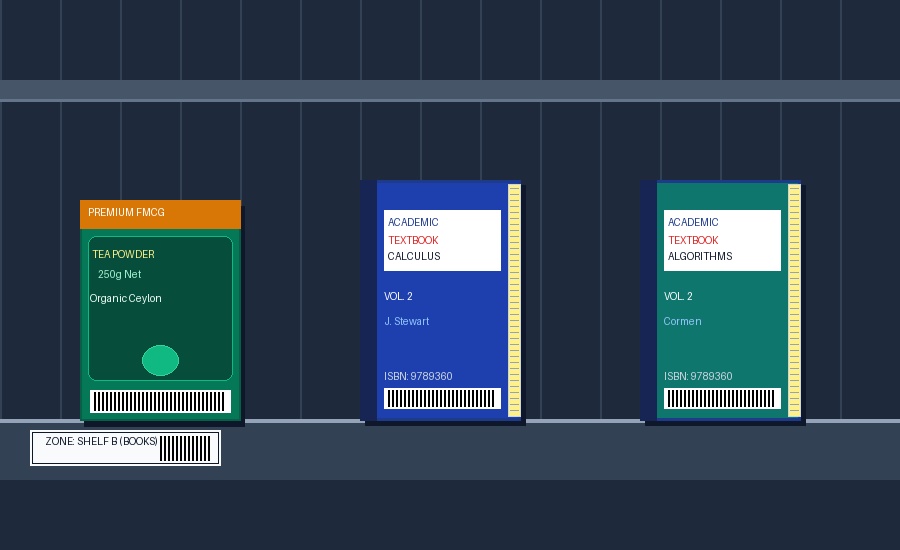 PREMIUM FMCG
TEA POWDER
250g Net
Organic Ceylon
ACADEMIC
TEXTBOOK
CALCULUS
VOL. 2
J. Stewart
ISBN: 9789360
ACADEMIC
TEXTBOOK
ALGORITHMS
VOL. 2
Cormen
ISBN: 9789360
ZONE: SHELF B (BOOKS)